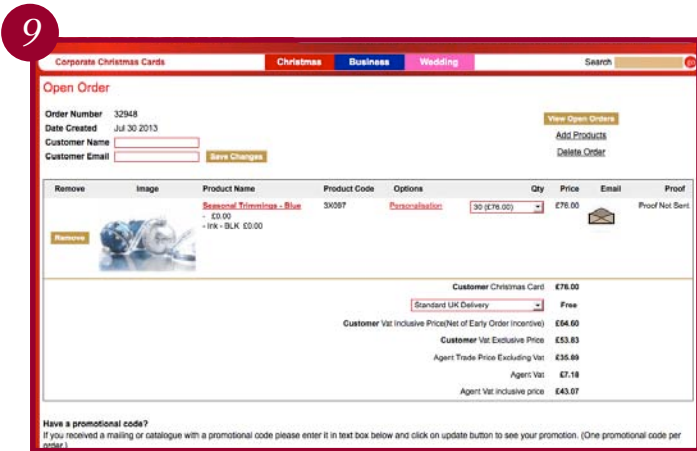 9
Corporate Christmas Cards Christmas Business Wedding Search go
Open Order
Order Number 32948
Date Created Jul 30 2013
Customer Name
Customer Email Save Changes
View Open Orders
Add Products
Delete Order
Remove Image Product Name Product Code Options Qty Price Email Proof
Remove Seasonal Trimmings - Blue 3X097 Personalisation 30 (£76.00) £76.00 Proof Not Sent
- £0.00
- Ink - BLK £0.00
Customer Christmas Card £76.00
Standard UK Delivery Free
Customer Vat Inclusive Price(Net of Early Order Incentive) £64.60
Customer Vat Exclusive Price £53.83
Agent Trade Price Excluding Vat £35.89
Agent Vat £7.18
Agent Vat inclusive price £43.07
Have a promotional code?
If you received a mailing or catalogue with a promotional code please enter it in text box below and click on update button to see your promotion. (One promotional code per
order.)